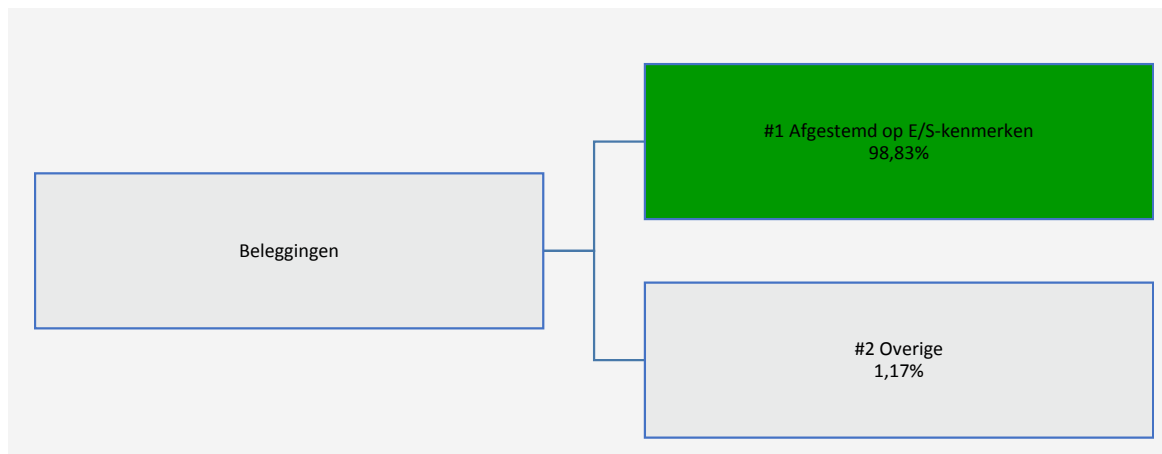 Beleggingen
#1 Afgestemd op E/S-kenmerken
98,83%
#2 Overige
1,17%